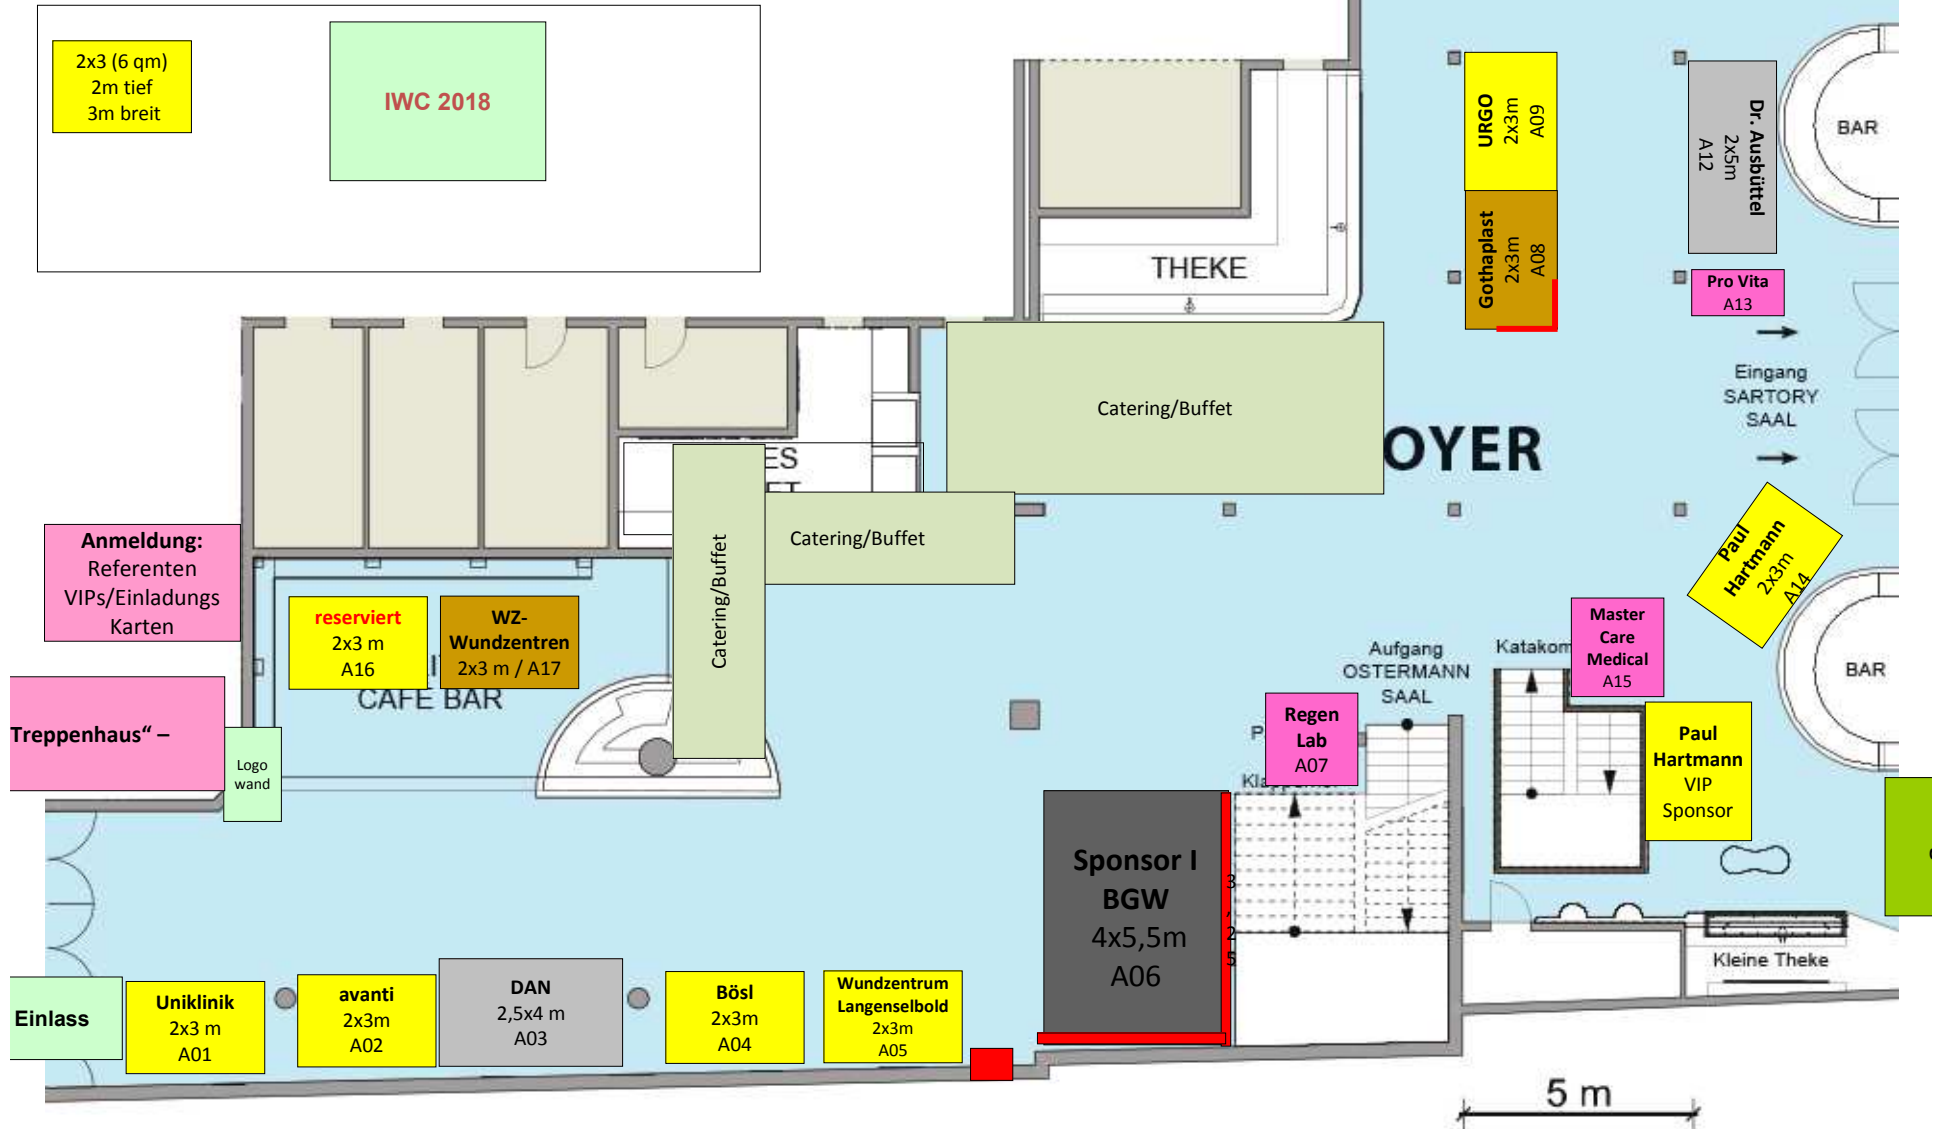 2x3 (6 qm)
2m tief
3m breit
IWC 2018
URGO
2x3m
A09
Gothaplast
2x3m
A08
Dr. Ausbüttel
2x5m
A12
BAR
THEKE
Pro Vita
A13
Eingang
SARTORY
SAAL
Catering/Buffet
OYER
ES
Catering/Buffet
Catering/Buffet
Anmeldung:
Referenten
VIPs/Einladungs
Karten
reserviert
2x3 m
A16
WZ-
Wundzentren
2x3 m / A17
CAFE BAR
Treppenhaus“ –
Logo
wand
Paul
Hartmann
2x3m
A14
Master
Care
Medical
A15
Katakom
Aufgang
OSTERMANN
SAAL
BAR
Regen
Lab
A07
Paul
Hartmann
VIP
Sponsor
Sponsor I
BGW
4x5,5m
A06
3
,
2
5
Kleine Theke
Einlass
Uniklinik
2x3 m
A01
avanti
2x3m
A02
DAN
2,5x4 m
A03
Bösl
2x3m
A04
Wundzentrum
Langenselbold
2x3m
A05
5 m